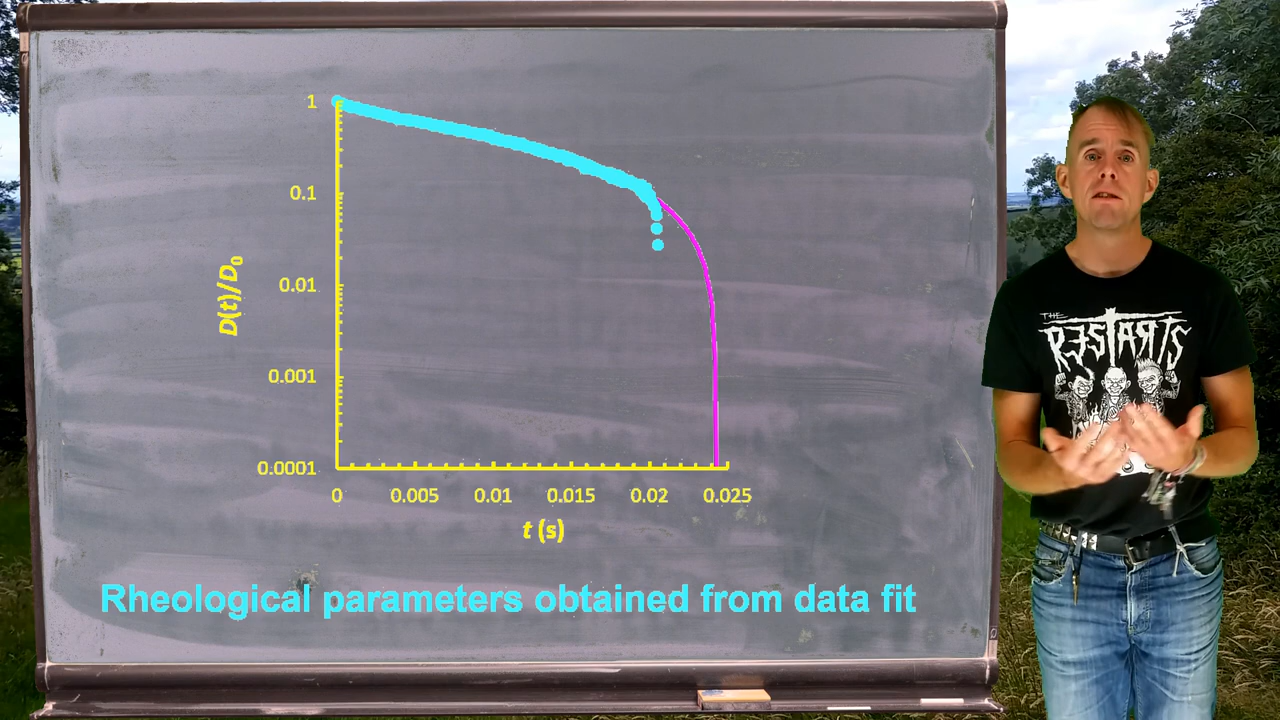 1
0.1
0.01
0.001
0.0001
D(t)/D₀
0 0.005 0.01 0.015 0.02 0.025
t (s)
Rheological parameters obtained from data fit
THE
RESTARTS